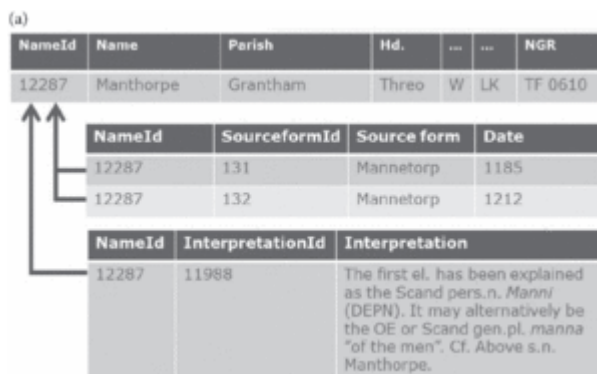 (a)
NameId Name Parish Hd. ... ... NGR
12287 Manthorpe Grantham Threo W LK TF 0610
NameId SourceformId Source form Date
12287 131 Mannetorp 1185
12287 132 Mannetorp 1212
NameId InterpretationId Interpretation
12287 11988 The first el. has been explained
as the Scand pers.n. Manni
(DEPN). It may alternatively be
the OE or Scand gen.pl. manna
"of the men". Cf. Above s.n.
Manthorpe.